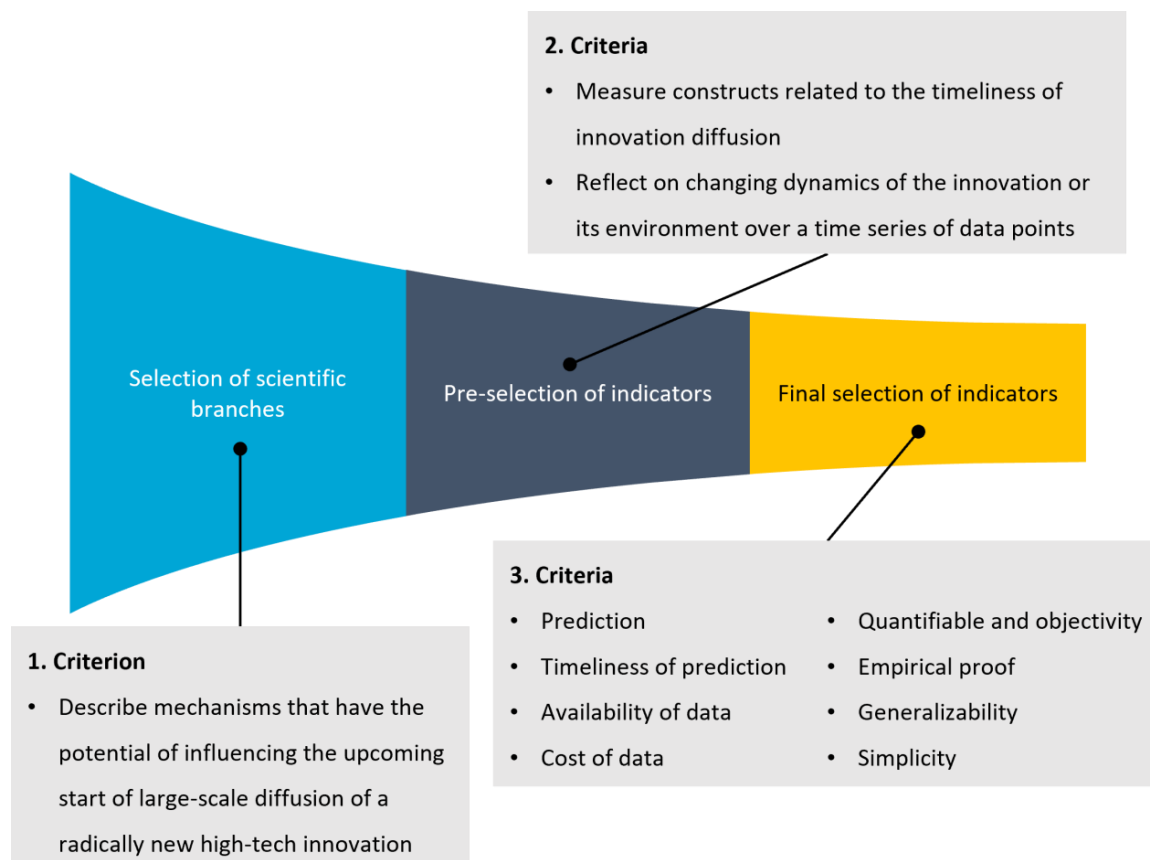 2. Criteria
• Measure constructs related to the timeliness of
innovation diffusion
• Reflect on changing dynamics of the innovation or
its environment over a time series of data points
Selection of scientific
branches
Pre-selection of indicators
Final selection of indicators
1. Criterion
• Describe mechanisms that have the
potential of influencing the upcoming
start of large-scale diffusion of a
radically new high-tech innovation
3. Criteria
• Prediction
• Timeliness of prediction
• Availability of data
• Cost of data
• Quantifiable and objectivity
• Empirical proof
• Generalizability
• Simplicity